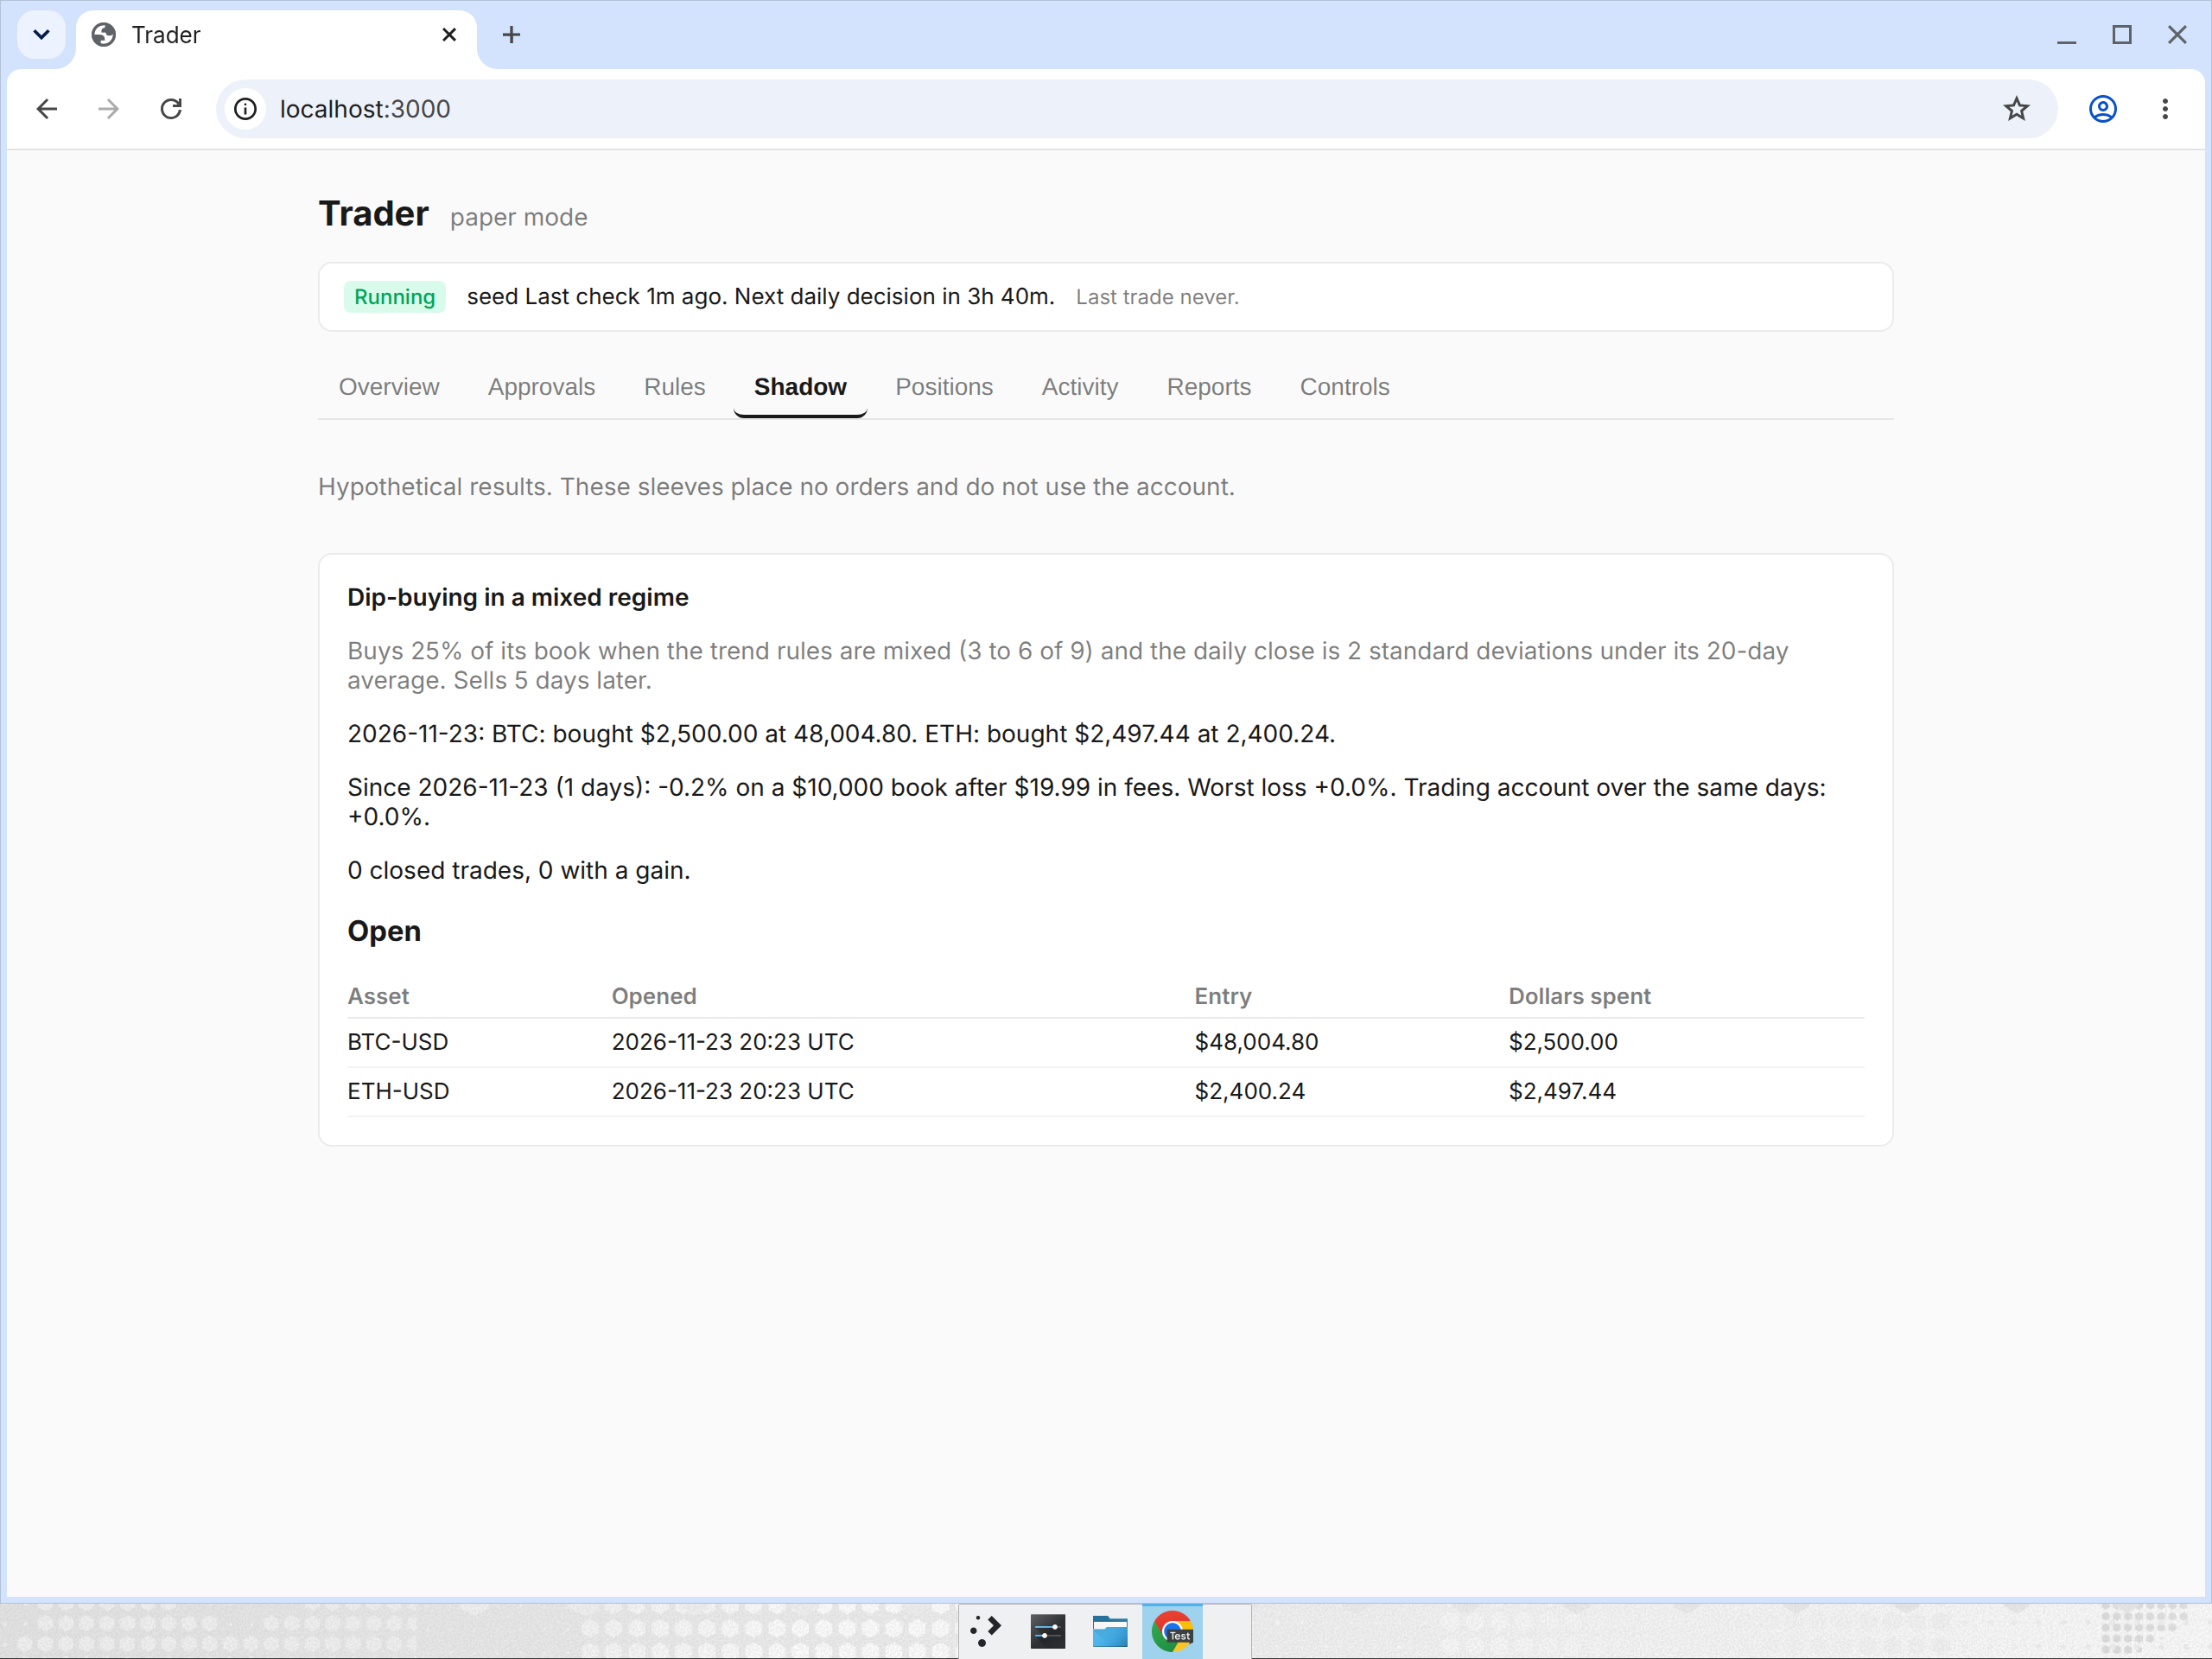 Trader
localhost:3000
Trader paper mode
Running seed Last check 1m ago. Next daily decision in 3h 40m. Last trade never.
Overview Approvals Rules Shadow Positions Activity Reports Controls
Hypothetical results. These sleeves place no orders and do not use the account.
Dip-buying in a mixed regime
Buys 25% of its book when the trend rules are mixed (3 to 6 of 9) and the daily close is 2 standard deviations under its 20-day
average. Sells 5 days later.
2026-11-23: BTC: bought $2,500.00 at 48,004.80. ETH: bought $2,497.44 at 2,400.24.
Since 2026-11-23 (1 days): -0.2% on a $10,000 book after $19.99 in fees. Worst loss +0.0%. Trading account over the same days:
+0.0%.
0 closed trades, 0 with a gain.
Open
Asset Opened Entry Dollars spent
BTC-USD 2026-11-23 20:23 UTC $48,004.80 $2,500.00
ETH-USD 2026-11-23 20:23 UTC $2,400.24 $2,497.44
Test